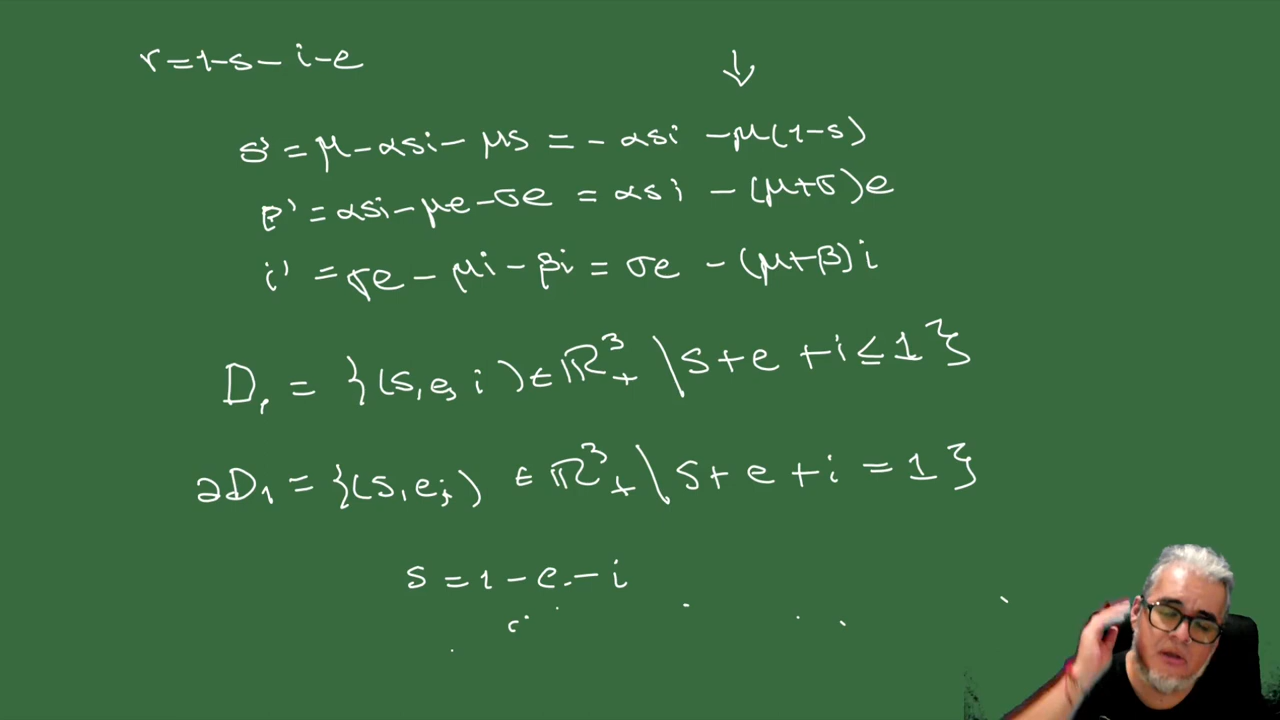 r=1-s-i-e
↓
s' = μ-αsi-μs = -αsi -μ(1-s)
e' = αsi-μe-σe = αsi -(μ+σ)e
i' = σe-μi-βi = σe -(μ+β)i
D₁ = {(s,e,i)∈ℝ³₊ \ s+e+i≤1}
∂D₁ = {(s,e,i) ∈ℝ³₊ \ s+e+i=1}
s=1-e-i